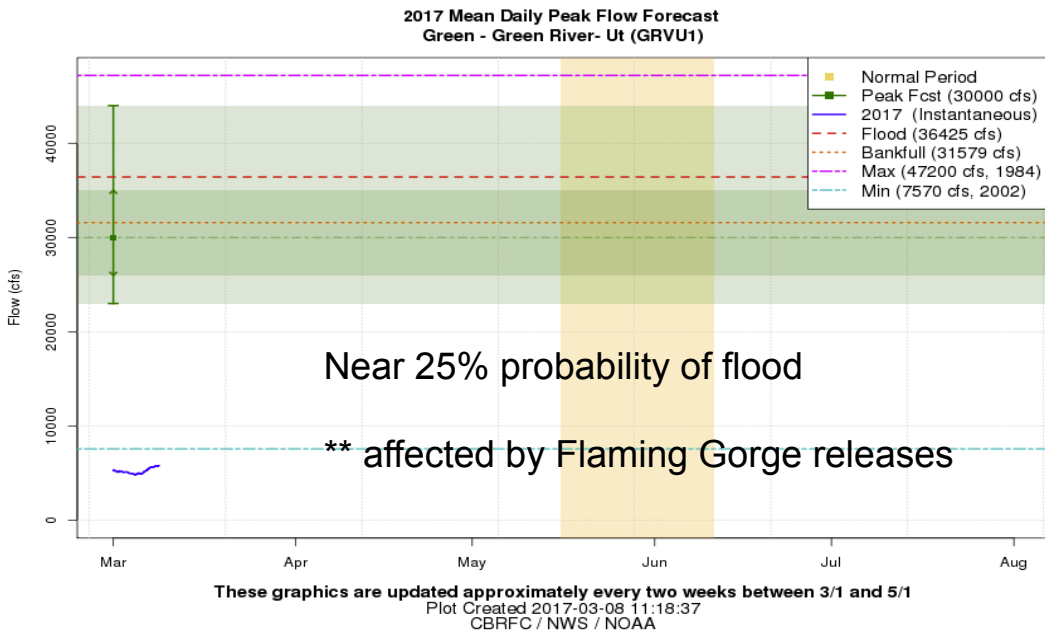 2017 Mean Daily Peak Flow Forecast
Green - Green River- Ut (GRVU1)
Normal Period
Peak Fcst (30000 cfs)
2017 (Instantaneous)
Flood (36425 cfs)
Bankfull (31579 cfs)
Max (47200 cfs, 1984)
Min (7570 cfs, 2002)
Flow (cfs)
40000
30000
20000
10000
0
Near 25% probability of flood
** affected by Flaming Gorge releases
Mar Apr May Jun Jul Aug
These graphics are updated approximately every two weeks between 3/1 and 5/1
Plot Created 2017-03-08 11:18:37
CBRFC / NWS / NOAA